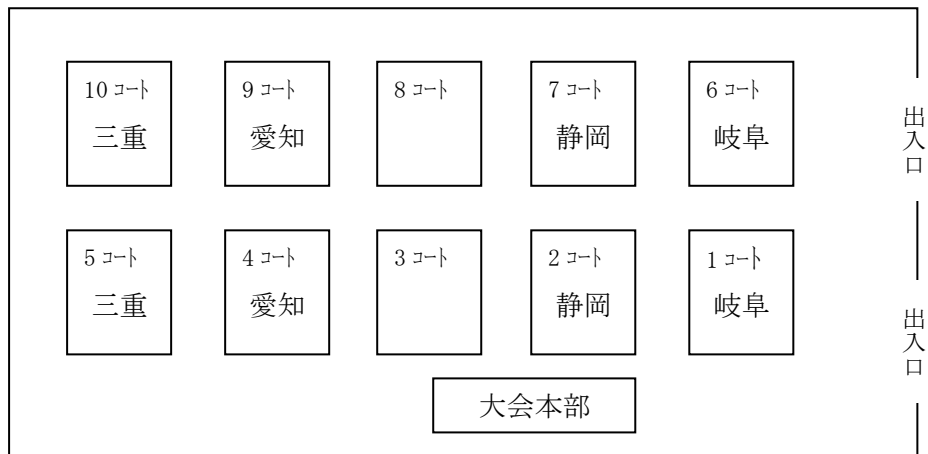 10 コート
三重
9 コート
愛知
8 コート
7 コート
静岡
6 コート
岐阜
出入口
5 コート
三重
4 コート
愛知
3 コート
2 コート
静岡
1 コート
岐阜
出入口
大会本部